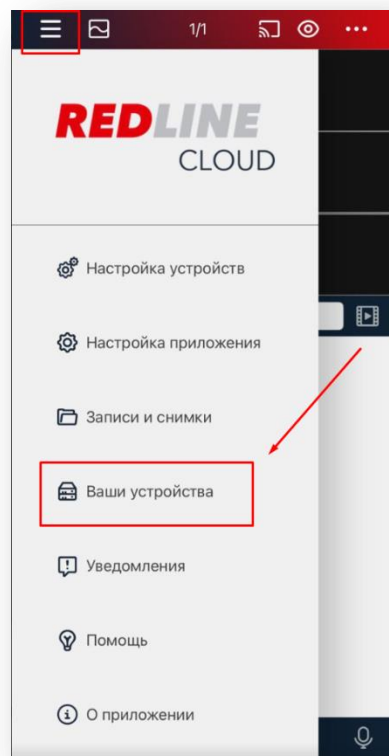 1/1
REDLINE
CLOUD
Настройка устройств
Настройка приложения
Записи и снимки
Ваши устройства
Уведомления
Помощь
О приложении